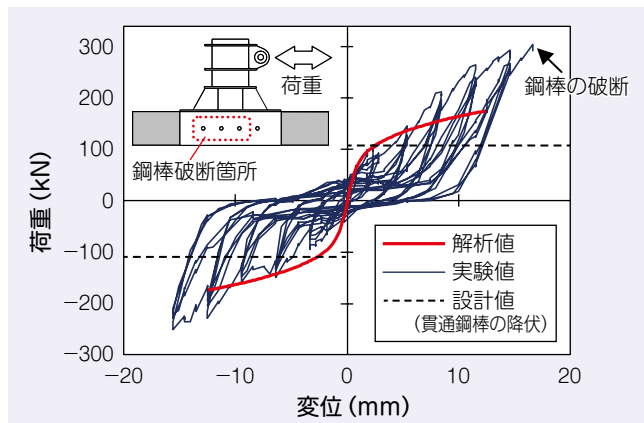 300
200
100
0
−100
−200
−300
荷重（kN）
荷重
鋼棒破断箇所
鋼棒の破断
解析値
実験値
設計値
（貫通鋼棒の降伏）
−20
−10
0
10
20
変位（mm）